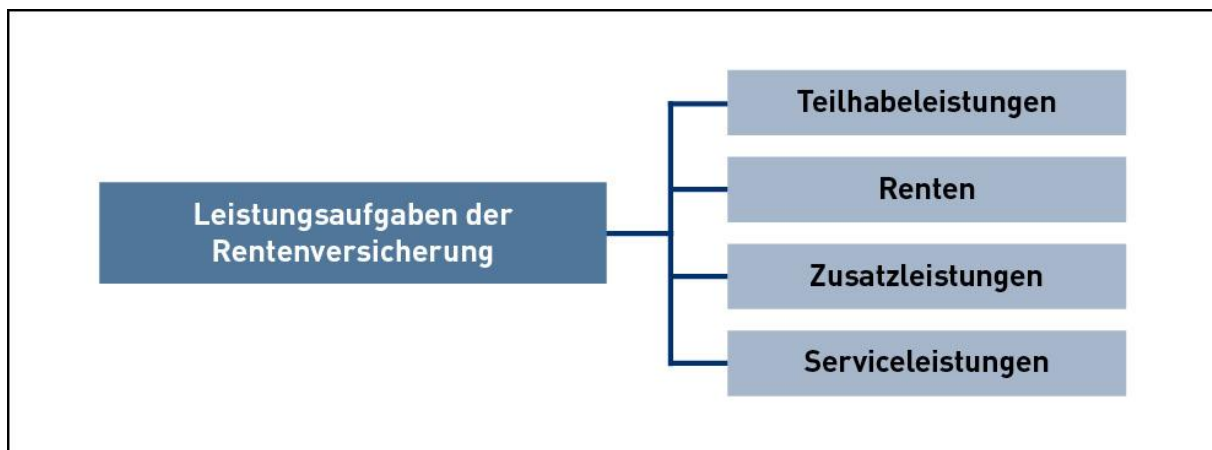 Leistungsaufgaben der
Rentenversicherung
Teilhabeleistungen
Renten
Zusatzleistungen
Serviceleistungen